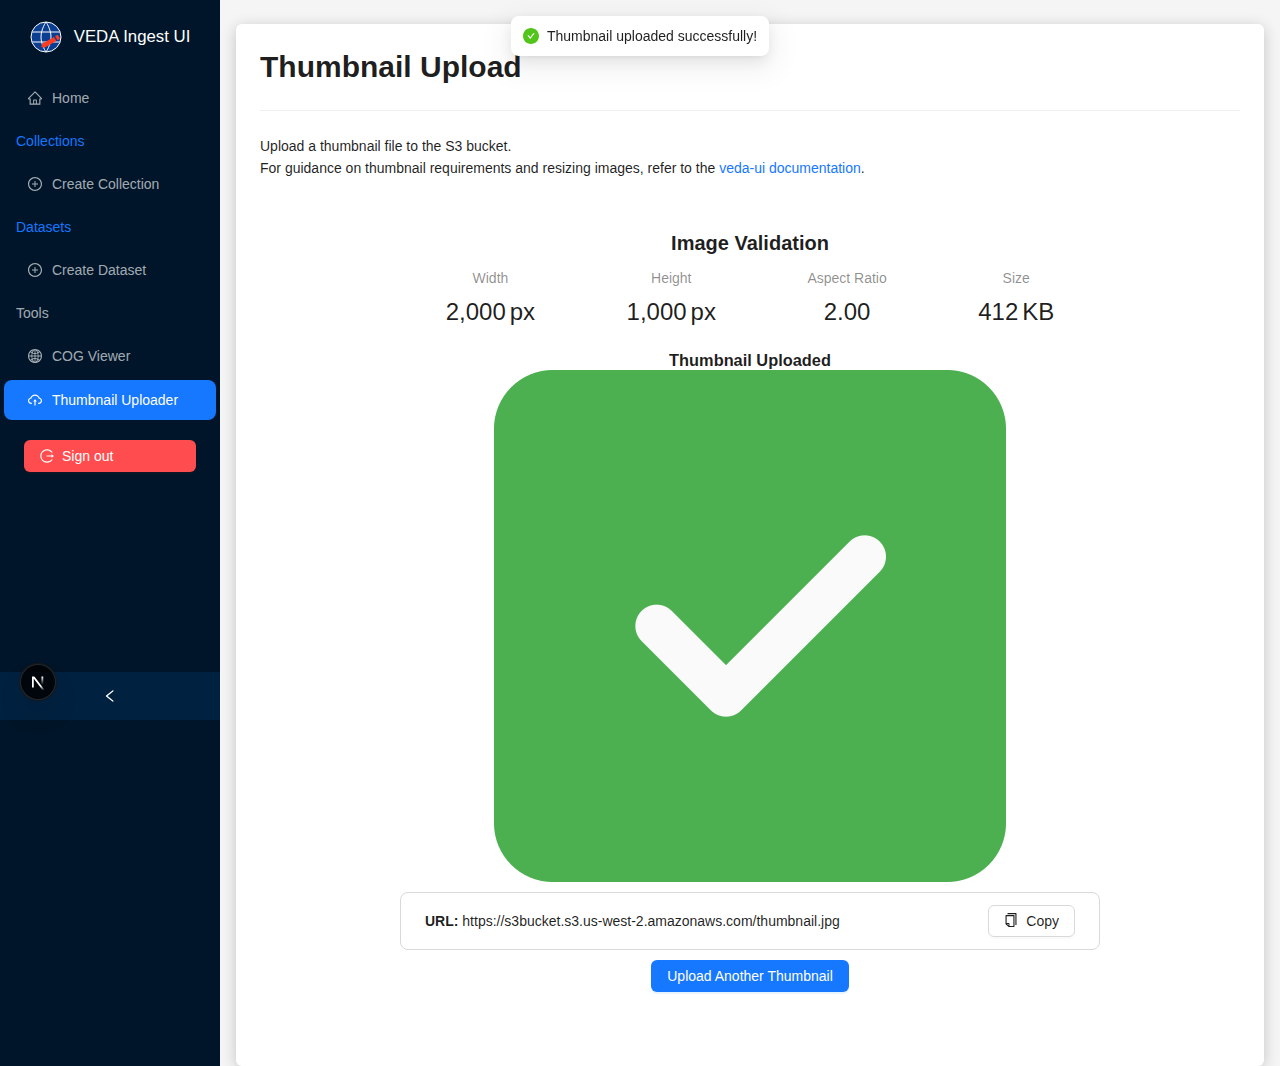 VEDA Ingest UI
Home
Collections
Create Collection
Datasets
Create Dataset
Tools
COG Viewer
Thumbnail Uploader
Sign out
Thumbnail uploaded successfully!
Thumbnail Upload
Upload a thumbnail file to the S3 bucket.
For guidance on thumbnail requirements and resizing images, refer to the veda-ui documentation.
Image Validation
Width Height Aspect Ratio Size
2,000 px 1,000 px 2.00 412 KB
Thumbnail Uploaded
URL: https://s3bucket.s3.us-west-2.amazonaws.com/thumbnail.jpg Copy
Upload Another Thumbnail